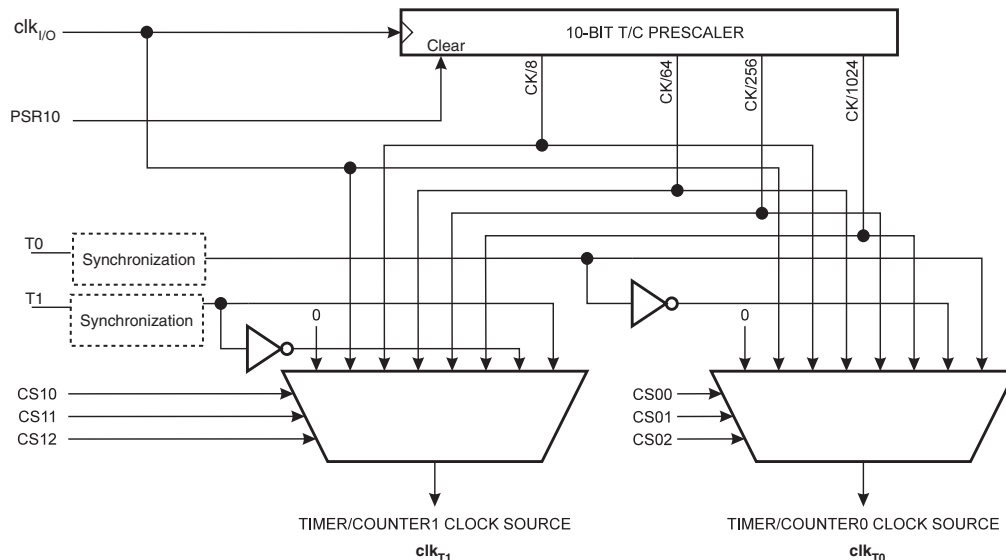 clkI/O
10-BIT T/C PRESCALER
Clear
CK/8
CK/64
CK/256
CK/1024
PSR10
T0
Synchronization
T1
Synchronization
0
0
CS10
CS11
CS12
CS00
CS01
CS02
TIMER/COUNTER1 CLOCK SOURCE
clkT1
TIMER/COUNTER0 CLOCK SOURCE
clkT0